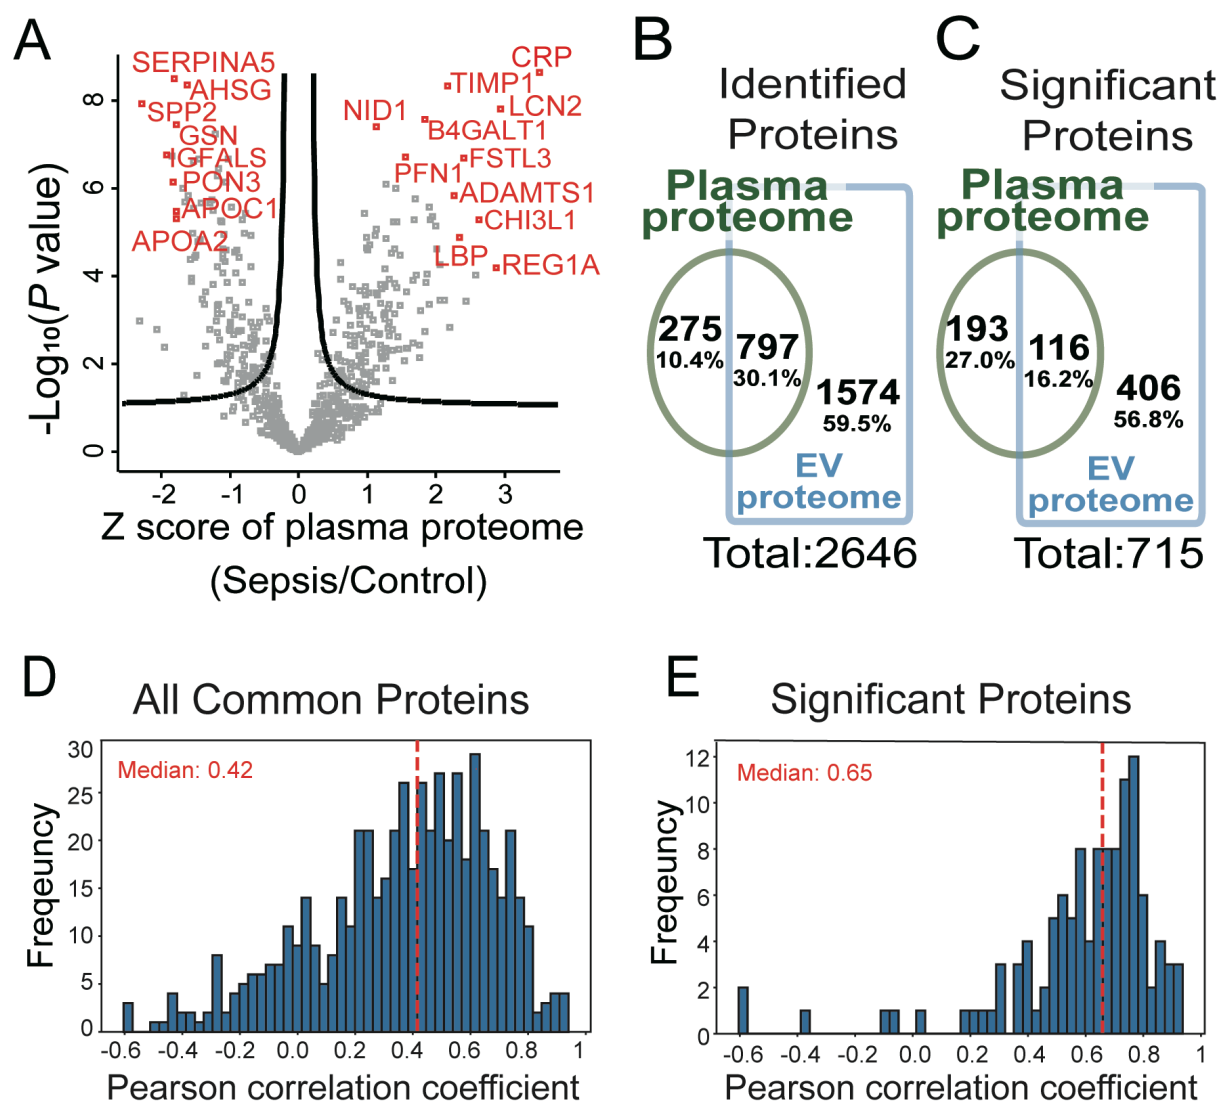 A
SERPINA5
AHSG
SPP2
GSN
IGFALS
PON3
APOC1
APOA2
NID1
CRP
TIMP1
LCN2
B4GALT1
PFN1
FSTL3
ADAMTS1
CHI3L1
LBP
REG1A
-Log₁₀(P value)
8
6
4
2
0
-2 -1 0 1 2 3
Z score of plasma proteome
(Sepsis/Control)
B
Identified
Proteins
Plasma
proteome
275
10.4%
797
30.1%
1574
59.5%
EV
proteome
Total:2646
C
Significant
Proteins
Plasma
proteome
193
27.0%
116
16.2%
406
56.8%
EV
proteome
Total:715
D
All Common Proteins
Median: 0.42
Freqeuncy
30
25
20
15
10
5
0
-0.6 -0.4 -0.2 0.0 0.2 0.4 0.6 0.8 1
Pearson correlation coefficient
E
Significant Proteins
Median: 0.65
Freqeuncy
12
10
8
6
4
2
0
-0.6 -0.4 -0.2 0.0 0.2 0.4 0.6 0.8 1
Pearson correlation coefficient